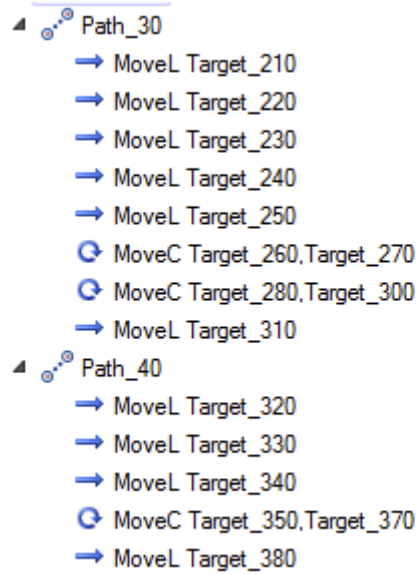 Path_30
MoveL Target_210
MoveL Target_220
MoveL Target_230
MoveL Target_240
MoveL Target_250
MoveC Target_260,Target_270
MoveC Target_280,Target_300
MoveL Target_310
Path_40
MoveL Target_320
MoveL Target_330
MoveL Target_340
MoveC Target_350,Target_370
MoveL Target_380